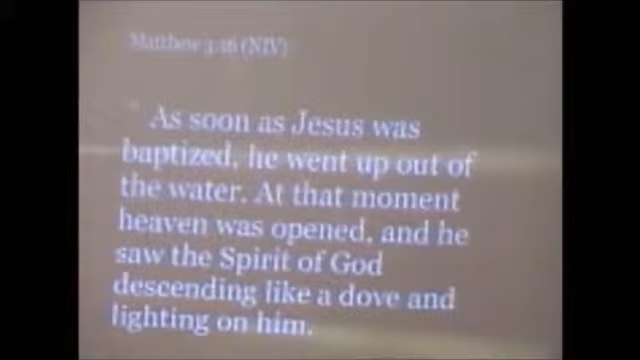 Matthew 3:16 (NIV)
As soon as Jesus was
baptized, he went up out of
the water. At that moment
heaven was opened, and he
saw the Spirit of God
descending like a dove and
lighting on him.